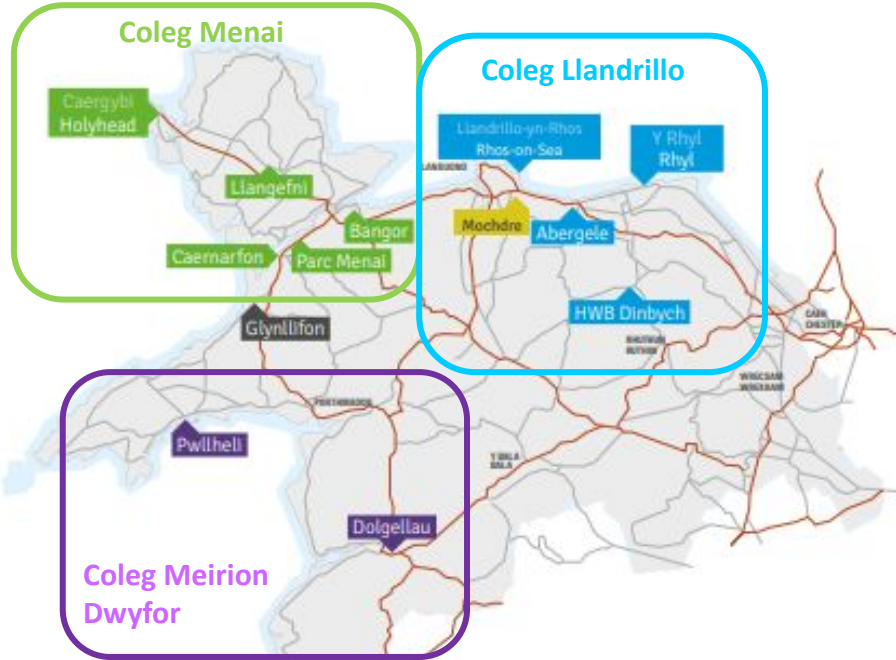 Coleg Menai
Coleg Llandrillo
Caergybi
Holyhead
Llandrillo-yn-Rhos
Rhos-on-Sea
Y Rhyl
Rhyl
LLANDUDNO
Llangefni
Mochdre
Abergele
Bangor
Caernarfon
Parc Menai
HWB Dinbych
CAER
CHESTER
Glynllifon
RHUTHUN
RUTHIN
WRECSAM
WREXHAM
PORTHMADOG
Pwllheli
Y BALA
BALA
Dolgellau
Coleg Meirion
Dwyfor